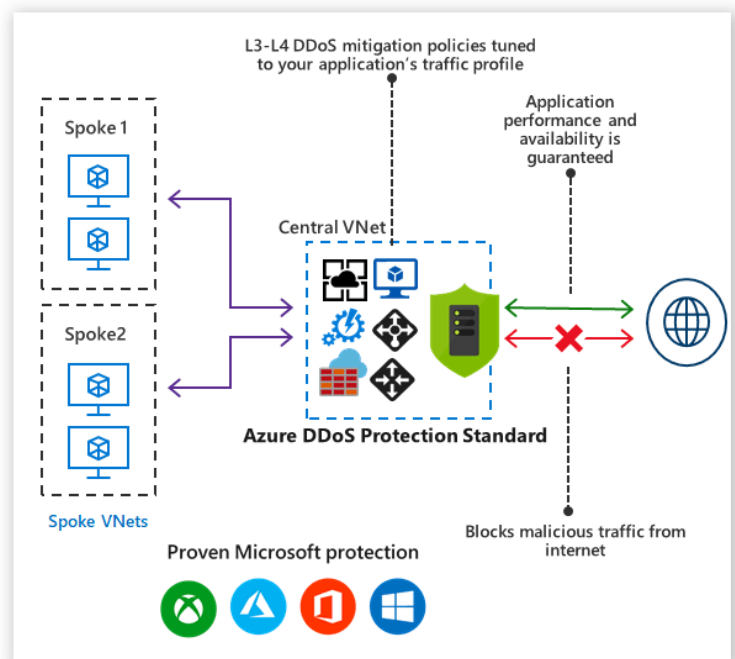 L3-L4 DDoS mitigation policies tuned
to your application's traffic profile
Application
performance and
availability is
guaranteed
Spoke 1
Central VNet
Spoke2
Azure DDoS Protection Standard
Spoke VNets
Blocks malicious traffic from
internet
Proven Microsoft protection